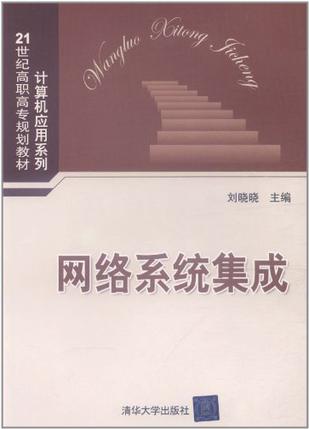 21世纪高职高专规划教材
计算机应用系列
Wangluo Xitong Jicheng
刘晓晓 主编
网络系统集成
清华大学出版社